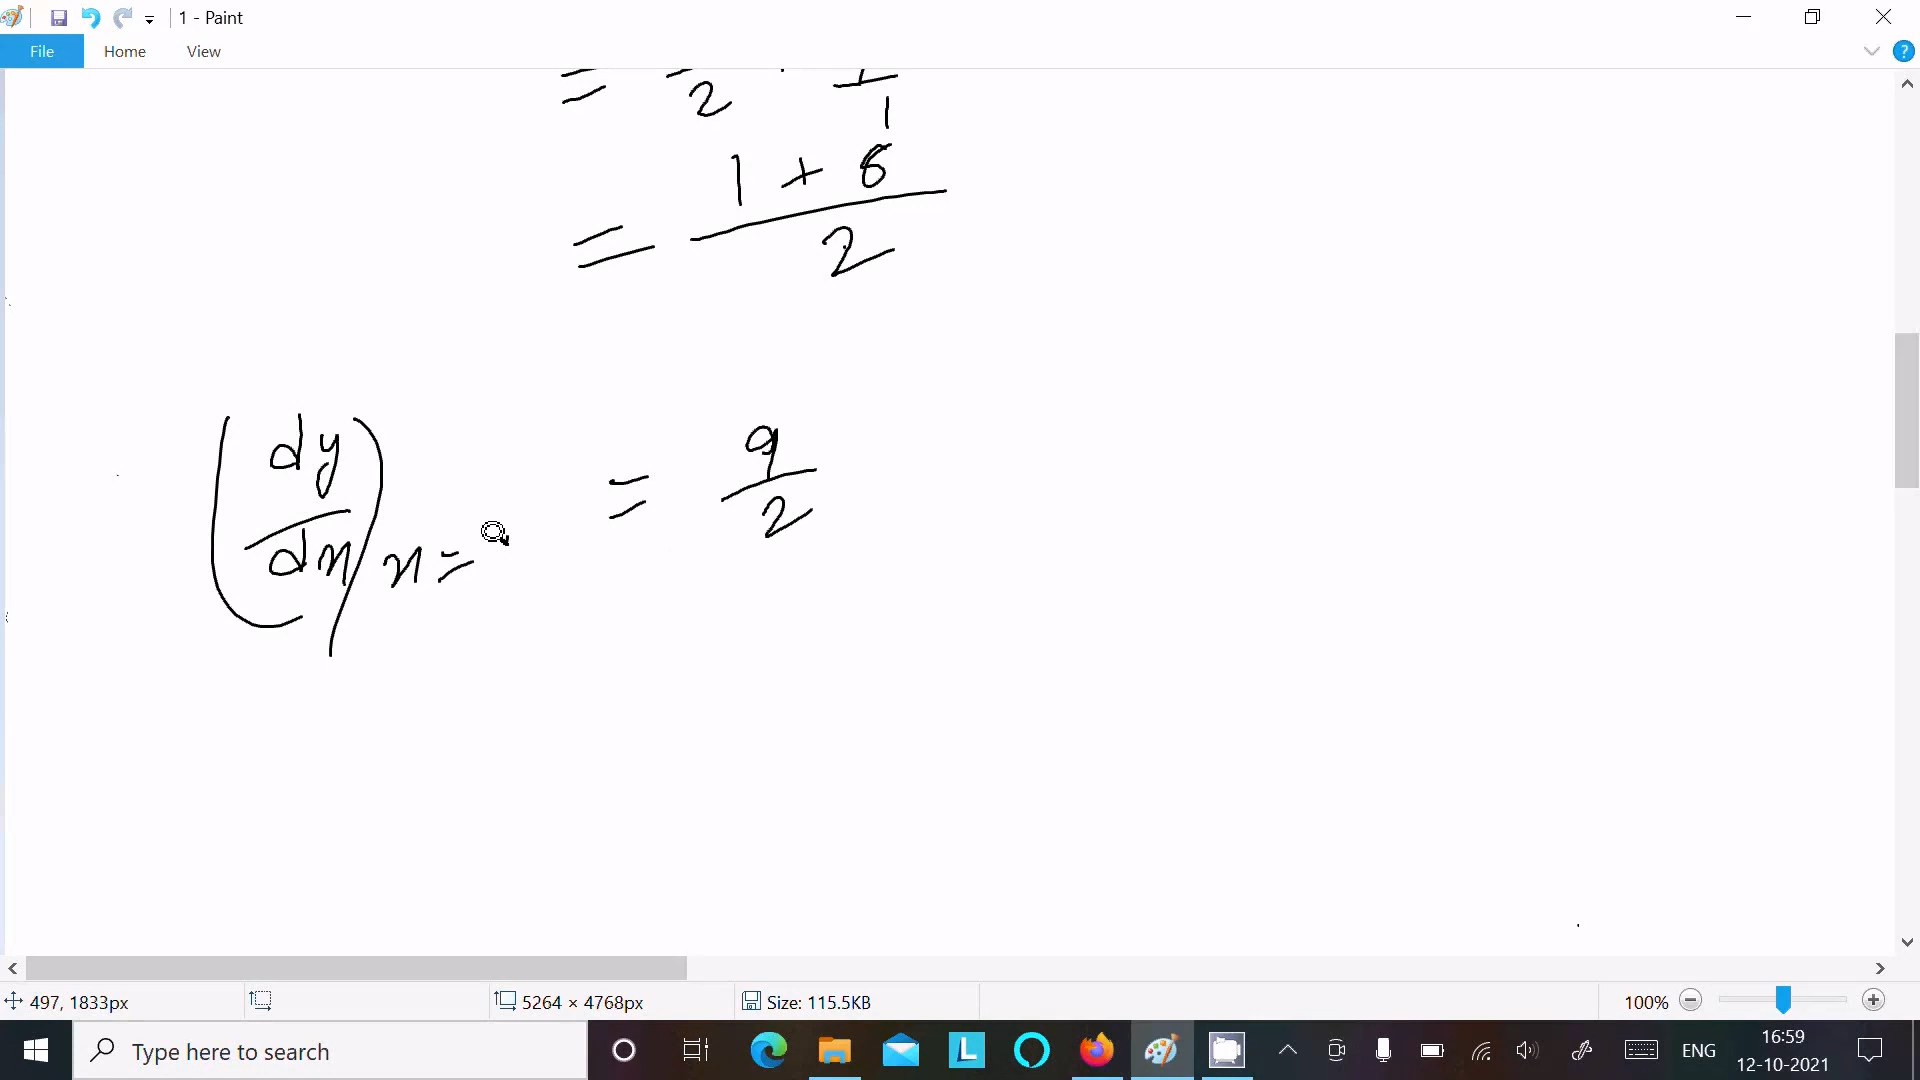 1 - Paint
File Home View
= 2 1
1 + 8
= 2
dy 9
( ) x = =
dx 2
497, 1833px 5264 × 4768px Size: 115.5KB 100%
Type here to search L ENG 16:59
12-10-2021